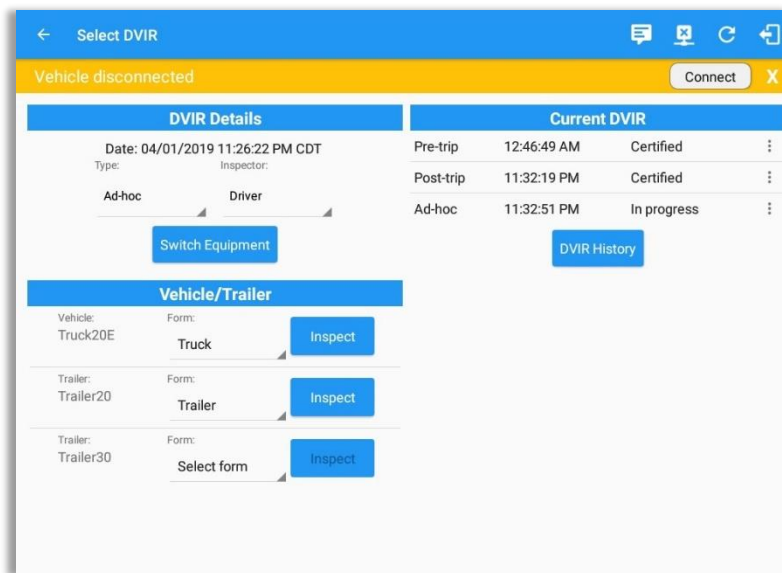 Select DVIR
Vehicle disconnected
Connect X
DVIR Details
Date: 04/01/2019 11:26:22 PM CDT
Type: Inspector:
Ad-hoc Driver
Switch Equipment
Vehicle/Trailer
Vehicle: Form:
Truck20E Truck Inspect
Trailer: Form:
Trailer20 Trailer Inspect
Trailer: Form:
Trailer30 Select form Inspect
Current DVIR
Pre-trip 12:46:49 AM Certified
Post-trip 11:32:19 PM Certified
Ad-hoc 11:32:51 PM In progress
DVIR History